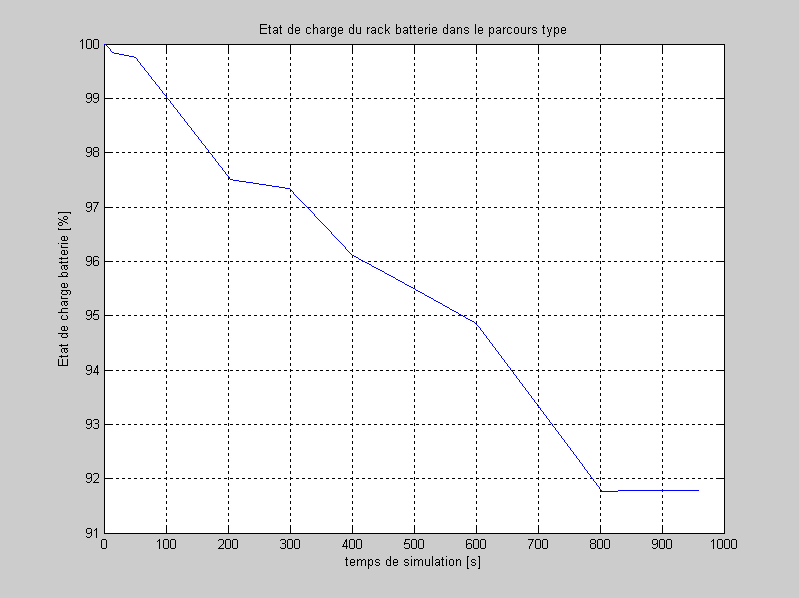 Etat de charge du rack batterie dans le parcours type
Etat de charge batterie [%]
100
99
98
97
96
95
94
93
92
91
0 100 200 300 400 500 600 700 800 900 1000
temps de simulation [s]